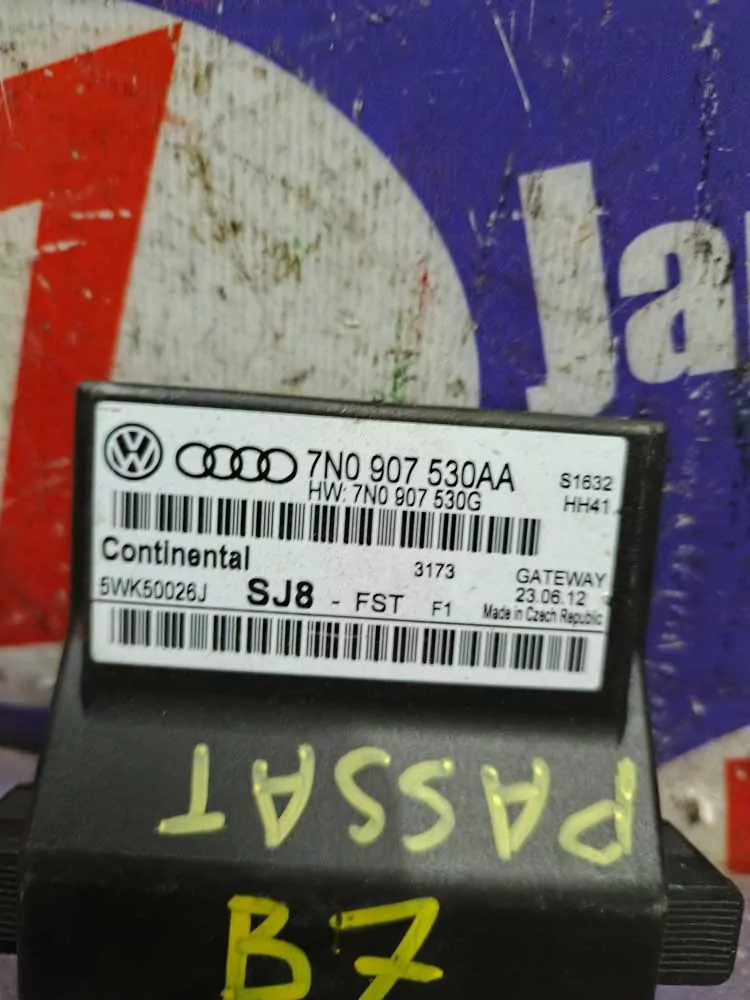 Ja
7N0 907 530AA
S1632
HW: 7N0 907 530G
HH41
Continental
3173
GATEWAY
5WK50026J SJ8 - FST F1
23.06.12
Made in Czech Republic
PASSAT
B7